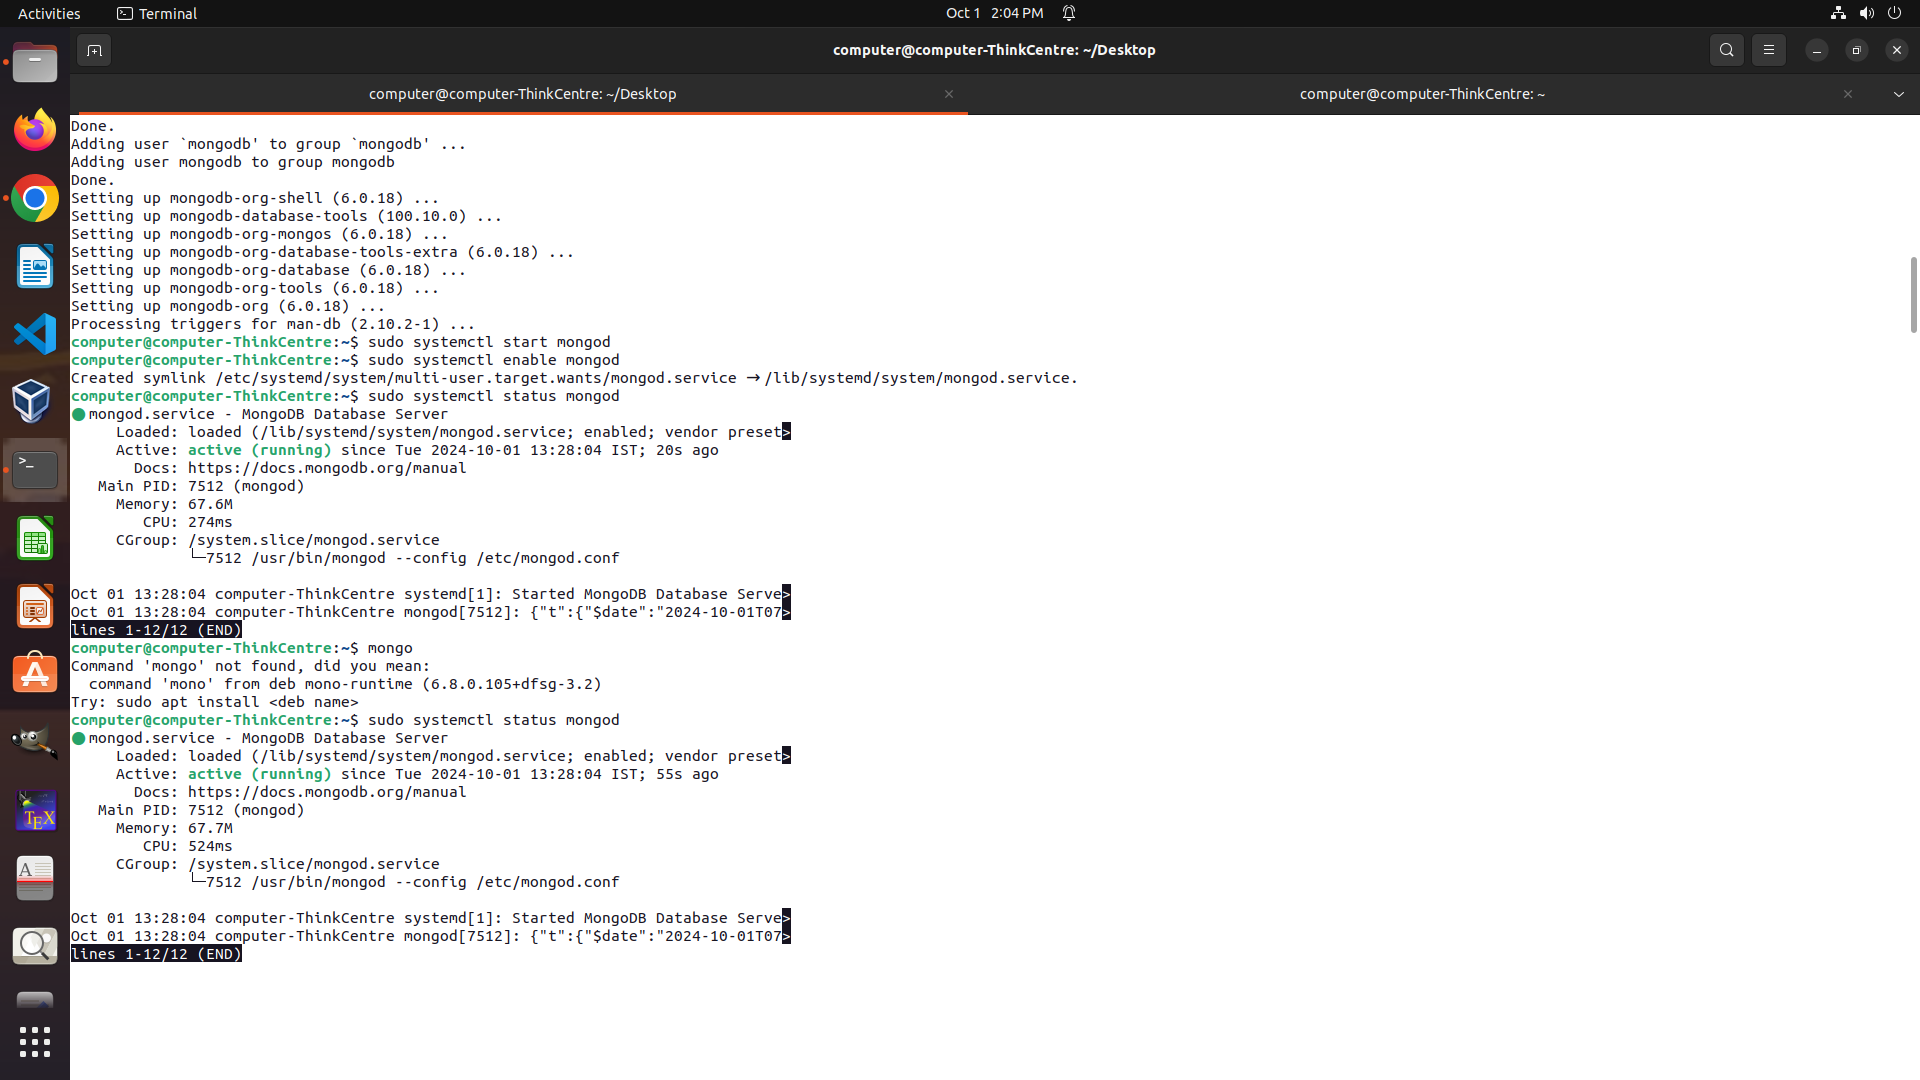 Activities
Terminal
Oct 1 2:04 PM
computer@computer-ThinkCentre: ~/Desktop
computer@computer-ThinkCentre: ~/Desktop
computer@computer-ThinkCentre: ~
Done.
Adding user `mongodb' to group `mongodb' ...
Adding user mongodb to group mongodb
Done.
Setting up mongodb-org-shell (6.0.18) ...
Setting up mongodb-database-tools (100.10.0) ...
Setting up mongodb-org-mongos (6.0.18) ...
Setting up mongodb-org-database-tools-extra (6.0.18) ...
Setting up mongodb-org-database (6.0.18) ...
Setting up mongodb-org-tools (6.0.18) ...
Setting up mongodb-org (6.0.18) ...
Processing triggers for man-db (2.10.2-1) ...
computer@computer-ThinkCentre:~$ sudo systemctl start mongod
computer@computer-ThinkCentre:~$ sudo systemctl enable mongod
Created symlink /etc/systemd/system/multi-user.target.wants/mongod.service → /lib/systemd/system/mongod.service.
computer@computer-ThinkCentre:~$ sudo systemctl status mongod
● mongod.service - MongoDB Database Server
     Loaded: loaded (/lib/systemd/system/mongod.service; enabled; vendor preset>
     Active: active (running) since Tue 2024-10-01 13:28:04 IST; 20s ago
       Docs: https://docs.mongodb.org/manual
   Main PID: 7512 (mongod)
     Memory: 67.6M
        CPU: 274ms
     CGroup: /system.slice/mongod.service
             └─7512 /usr/bin/mongod --config /etc/mongod.conf
Oct 01 13:28:04 computer-ThinkCentre systemd[1]: Started MongoDB Database Serve>
Oct 01 13:28:04 computer-ThinkCentre mongod[7512]: {"t":{"$date":"2024-10-01T07>
lines 1-12/12 (END)
computer@computer-ThinkCentre:~$ mongo
Command 'mongo' not found, did you mean:
  command 'mono' from deb mono-runtime (6.8.0.105+dfsg-3.2)
Try: sudo apt install <deb name>
computer@computer-ThinkCentre:~$ sudo systemctl status mongod
● mongod.service - MongoDB Database Server
     Loaded: loaded (/lib/systemd/system/mongod.service; enabled; vendor preset>
     Active: active (running) since Tue 2024-10-01 13:28:04 IST; 55s ago
       Docs: https://docs.mongodb.org/manual
   Main PID: 7512 (mongod)
     Memory: 67.7M
        CPU: 524ms
     CGroup: /system.slice/mongod.service
             └─7512 /usr/bin/mongod --config /etc/mongod.conf
Oct 01 13:28:04 computer-ThinkCentre systemd[1]: Started MongoDB Database Serve>
Oct 01 13:28:04 computer-ThinkCentre mongod[7512]: {"t":{"$date":"2024-10-01T07>
lines 1-12/12 (END)